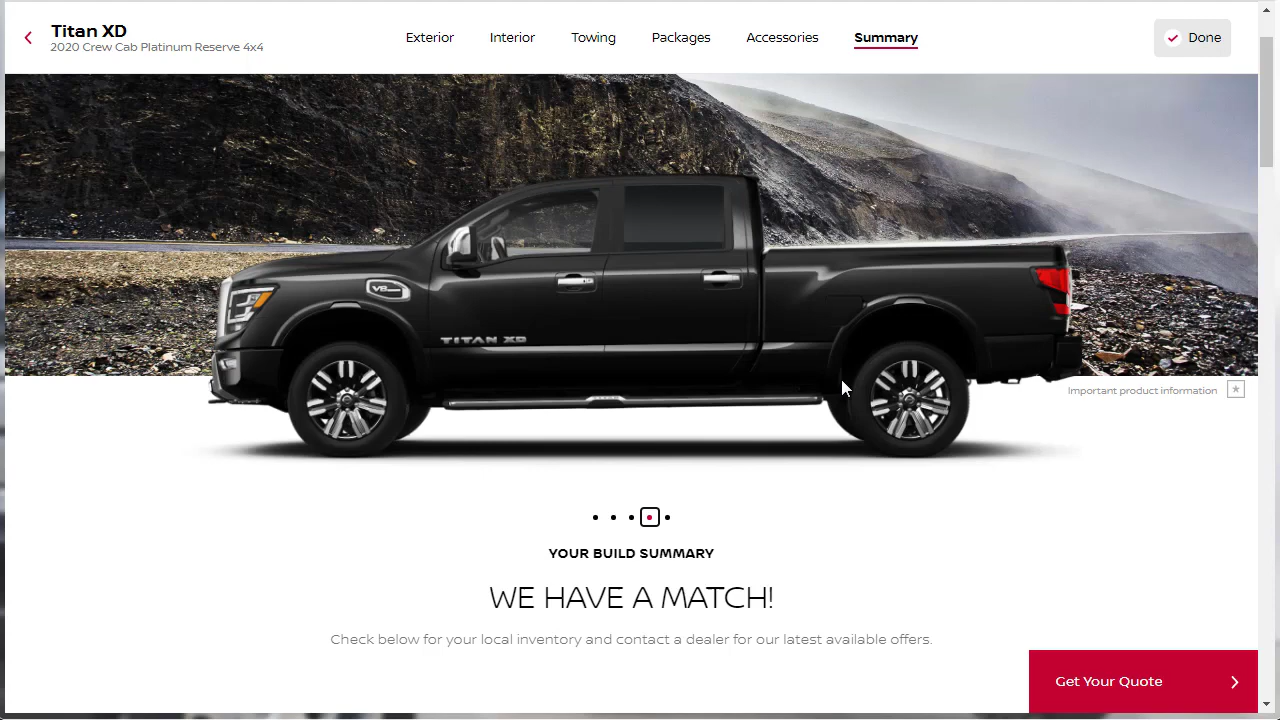 Titan XD
2020 Crew Cab Platinum Reserve 4x4
Exterior
Interior
Towing
Packages
Accessories
Summary
Done
V8
TITAN XD
Important product information
YOUR BUILD SUMMARY
WE HAVE A MATCH!
Check below for your local inventory and contact a dealer for our latest available offers.
Get Your Quote